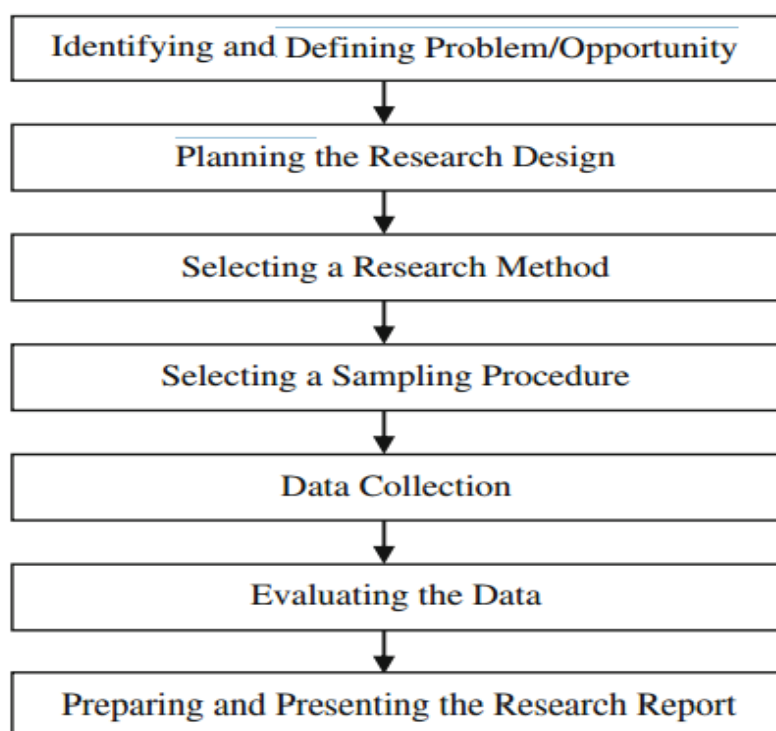 Identifying and Defining Problem/Opportunity
Planning the Research Design
Selecting a Research Method
Selecting a Sampling Procedure
Data Collection
Evaluating the Data
Preparing and Presenting the Research Report